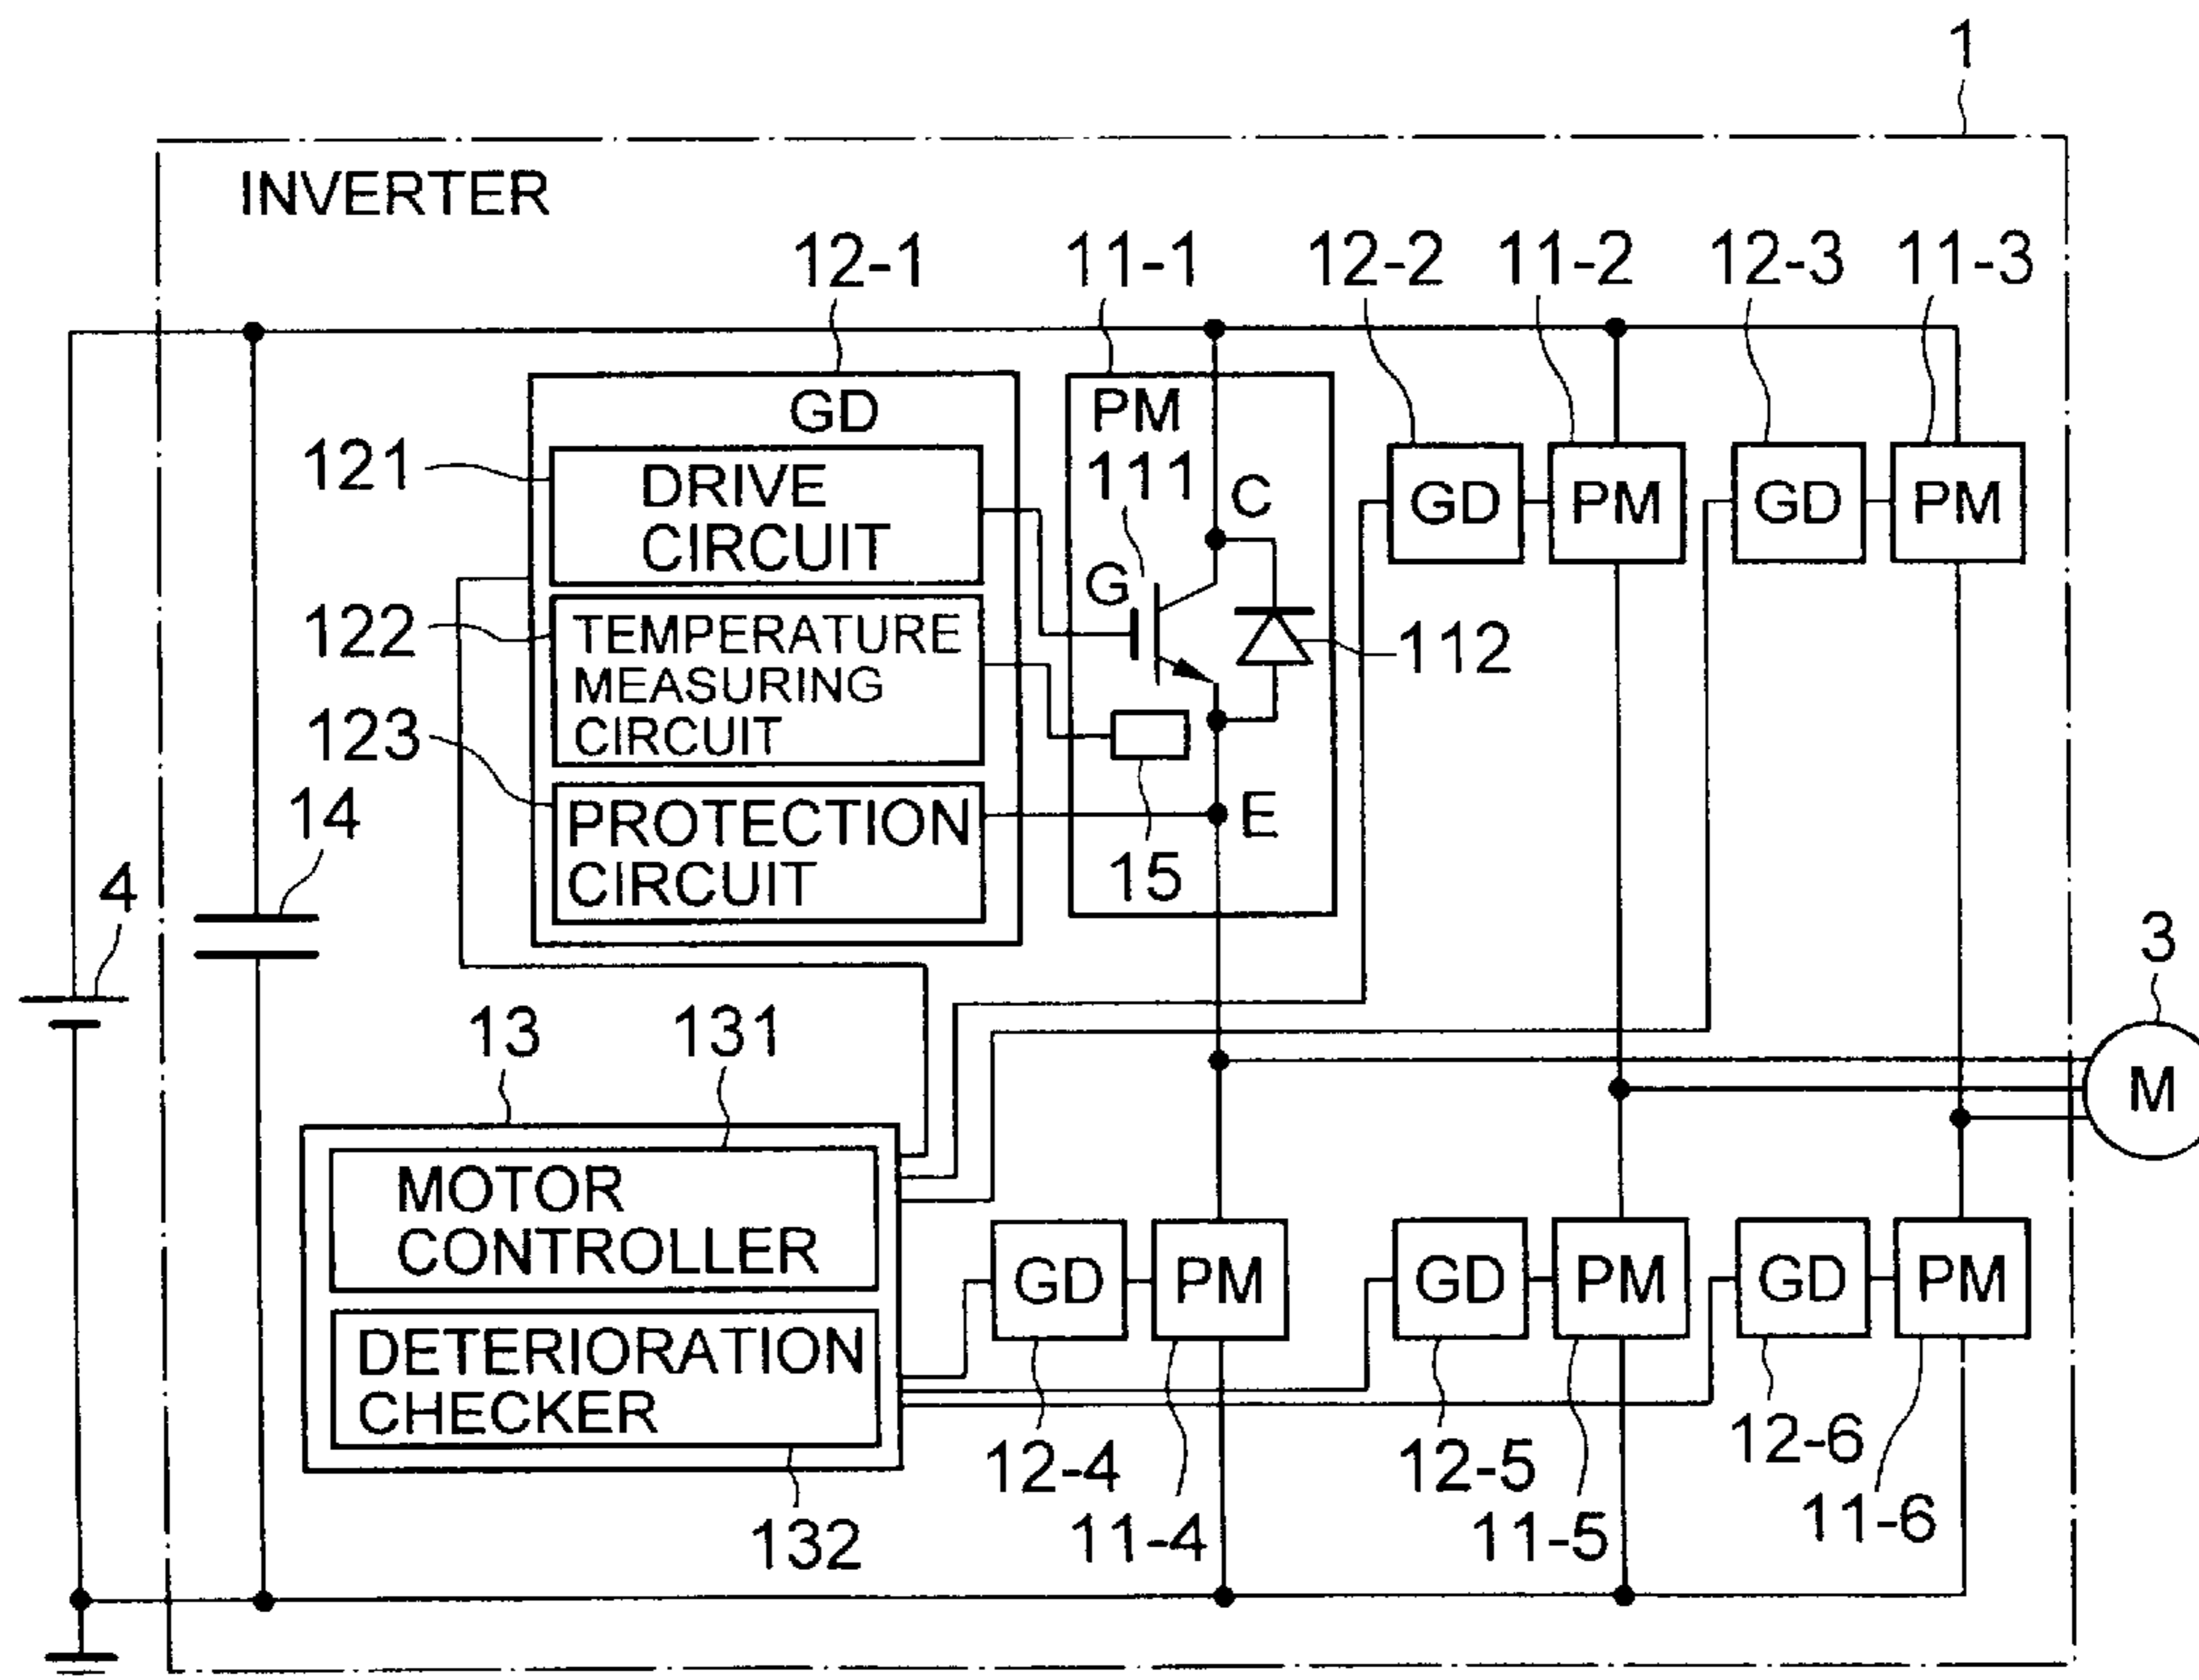 1
INVERTER
12-1
11-1
12-2
11-2
12-3
11-3
GD
PM
121
DRIVE
CIRCUIT
111
C
G
GD
PM
GD
PM
122
TEMPERATURE
MEASURING
CIRCUIT
112
123
PROTECTION
CIRCUIT
E
15
14
4
3
M
13
131
MOTOR
CONTROLLER
DETERIORATION
CHECKER
132
GD
PM
GD
PM
GD
PM
12-4
11-4
12-5
11-5
12-6
11-6